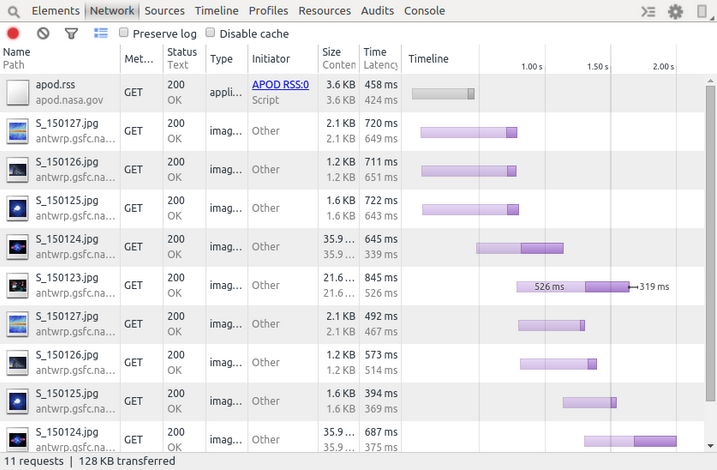 Elements Network Sources Timeline Profiles Resources Audits Console
Preserve log Disable cache
Name Met... Status Type Initiator Size Time Timeline
Path Text Conten Latency 1.00 s 1.50 s 2.00 s
apod.rss GET 200 appli... APOD RSS:0 3.6 KB 458 ms
apod.nasa.gov OK Script 3.6 KB 424 ms
S_150127.jpg GET 200 imag... Other 2.1 KB 720 ms
antwrp.gsfc.na... OK 2.1 KB 649 ms
S_150126.jpg GET 200 imag... Other 1.2 KB 711 ms
antwrp.gsfc.na... OK 1.2 KB 651 ms
S_150125.jpg GET 200 imag... Other 1.6 KB 722 ms
antwrp.gsfc.na... OK 1.6 KB 643 ms
S_150124.jpg GET 200 imag... Other 35.9 ... 645 ms
antwrp.gsfc.na... OK 35.9 ... 339 ms
S_150123.jpg GET 200 imag... Other 21.6 ... 845 ms 526 ms 319 ms
antwrp.gsfc.na... OK 21.6 ... 526 ms
S_150127.jpg GET 200 imag... Other 2.1 KB 492 ms
antwrp.gsfc.na... OK 2.1 KB 467 ms
S_150126.jpg GET 200 imag... Other 1.2 KB 573 ms
antwrp.gsfc.na... OK 1.2 KB 514 ms
S_150125.jpg GET 200 imag... Other 1.6 KB 394 ms
antwrp.gsfc.na... OK 1.6 KB 369 ms
S_150124.jpg GET 200 imag... Other 35.9 ... 687 ms
antwrp.gsfc.na... OK 35.9 ... 375 ms
11 requests | 128 KB transferred